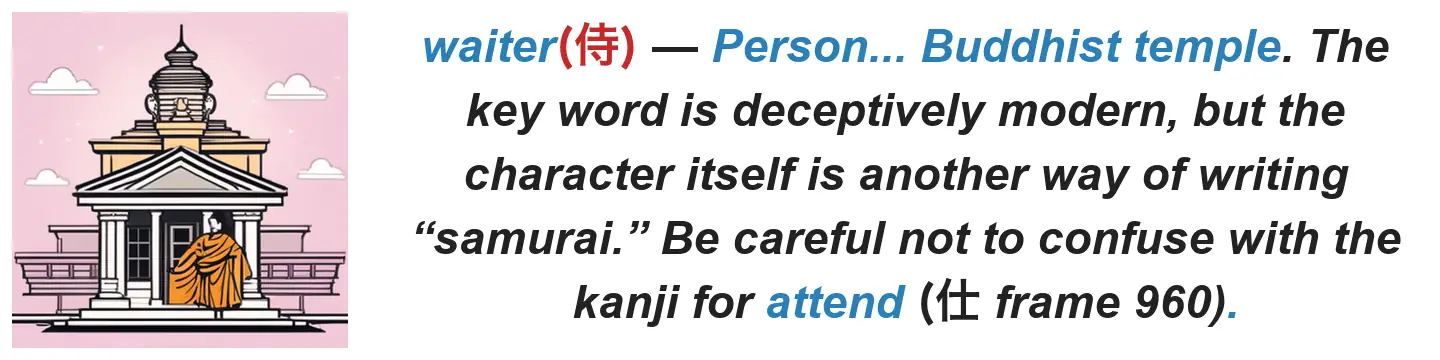 waiter(侍) — Person... Buddhist temple. The
key word is deceptively modern, but the
character itself is another way of writing
“samurai.” Be careful not to confuse with the
kanji for attend (仕 frame 960).